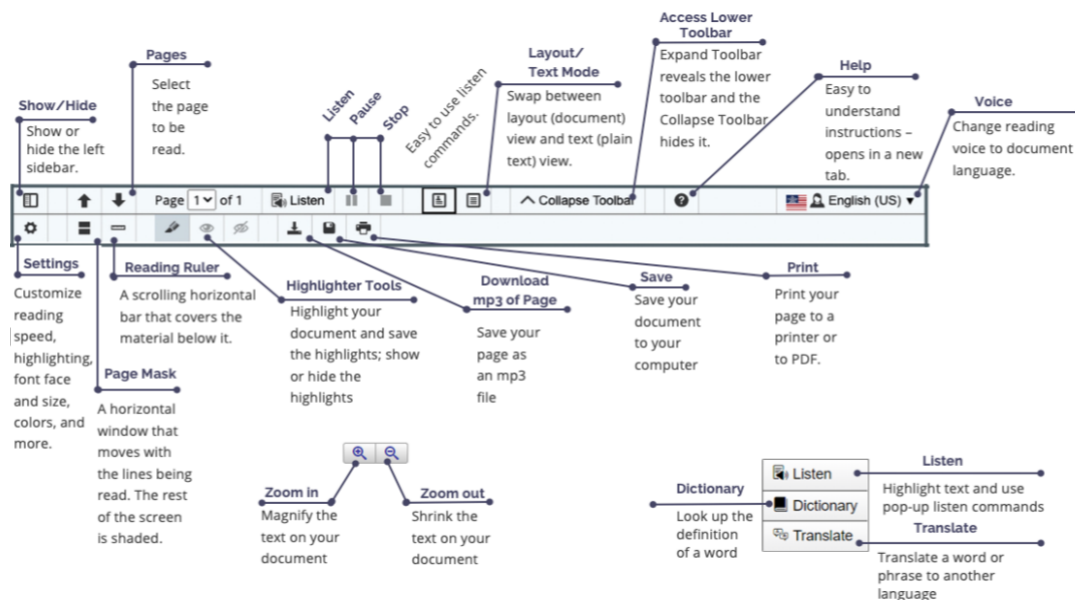 Access Lower
Toolbar
Expand Toolbar
reveals the lower
toolbar and the
Collapse Toolbar
hides it.
Pages
Select
the page
to be
read.
Show/Hide
Show or
hide the left
sidebar.
Listen
Pause
Stop
Easy to use listen
commands.
Layout/
Text Mode
Swap between
layout (document)
view and text (plain
text) view.
Help
Easy to
understand
instructions –
opens in a new
tab.
Voice
Change reading
voice to document
language.
Page 1 of 1 Listen Collapse Toolbar English (US)
Settings
Customize
reading
speed,
highlighting,
font face
and size,
colors, and
more.
Reading Ruler
A scrolling horizontal
bar that covers the
material below it.
Page Mask
A horizontal
window that
moves with
the lines being
read. The rest
of the screen
is shaded.
Highlighter Tools
Highlight your
document and save
the highlights; show
or hide the
highlights
Download
mp3 of Page
Save your
page as
an mp3
file
Save
Save your
document
to your
computer
Print
Print your
page to a
printer or
to PDF.
Zoom in
Magnify the
text on your
document
Zoom out
Shrink the
text on your
document
Dictionary
Look up the
definition
of a word
Listen
Dictionary
Translate
Listen
Highlight text and use
pop-up listen commands
Translate
Translate a word or
phrase to another
language